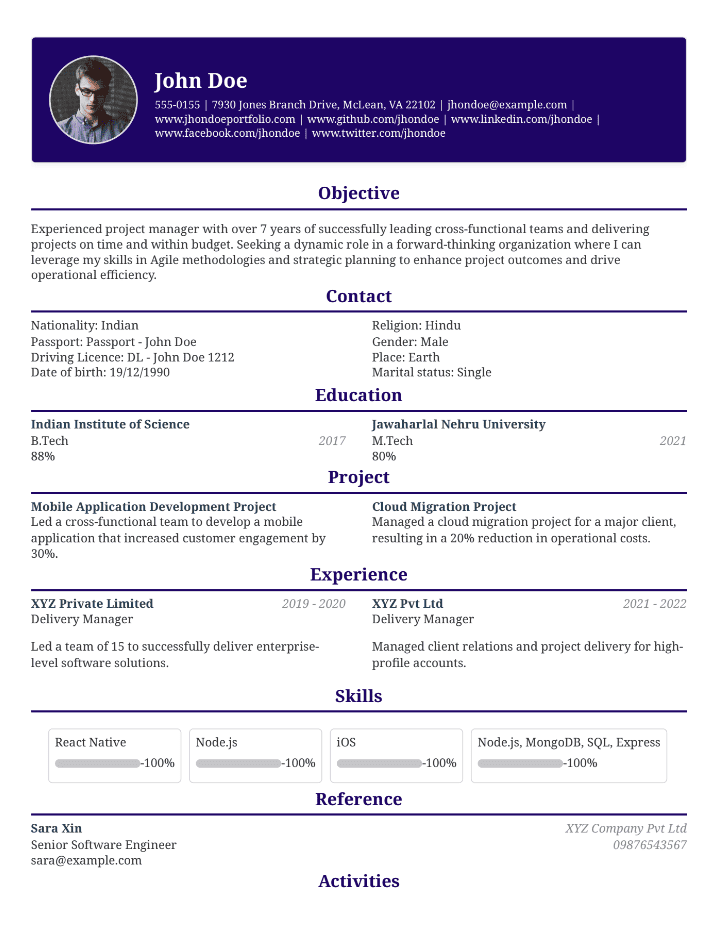 John Doe
555-0155 | 7930 Jones Branch Drive, McLean, VA 22102 | jhondoe@example.com |
www.jhondoeportfolio.com | www.github.com/jhondoe | www.linkedin.com/jhondoe |
www.facebook.com/jhondoe | www.twitter.com/jhondoe
Objective
Experienced project manager with over 7 years of successfully leading cross-functional teams and delivering
projects on time and within budget. Seeking a dynamic role in a forward-thinking organization where I can
leverage my skills in Agile methodologies and strategic planning to enhance project outcomes and drive
operational efficiency.
Contact
Nationality: Indian
Passport: Passport - John Doe
Driving Licence: DL - John Doe 1212
Date of birth: 19/12/1990
Religion: Hindu
Gender: Male
Place: Earth
Marital status: Single
Education
Indian Institute of Science
B.Tech 2017
88%
Jawaharlal Nehru University
M.Tech 2021
80%
Project
Mobile Application Development Project
Led a cross-functional team to develop a mobile
application that increased customer engagement by
30%.
Cloud Migration Project
Managed a cloud migration project for a major client,
resulting in a 20% reduction in operational costs.
Experience
XYZ Private Limited 2019 - 2020
Delivery Manager
Led a team of 15 to successfully deliver enterprise-
level software solutions.
XYZ Pvt Ltd 2021 - 2022
Delivery Manager
Managed client relations and project delivery for high-
profile accounts.
Skills
React Native
-100%
Node.js
-100%
iOS
-100%
Node.js, MongoDB, SQL, Express
-100%
Reference
Sara Xin XYZ Company Pvt Ltd
Senior Software Engineer 09876543567
sara@example.com
Activities